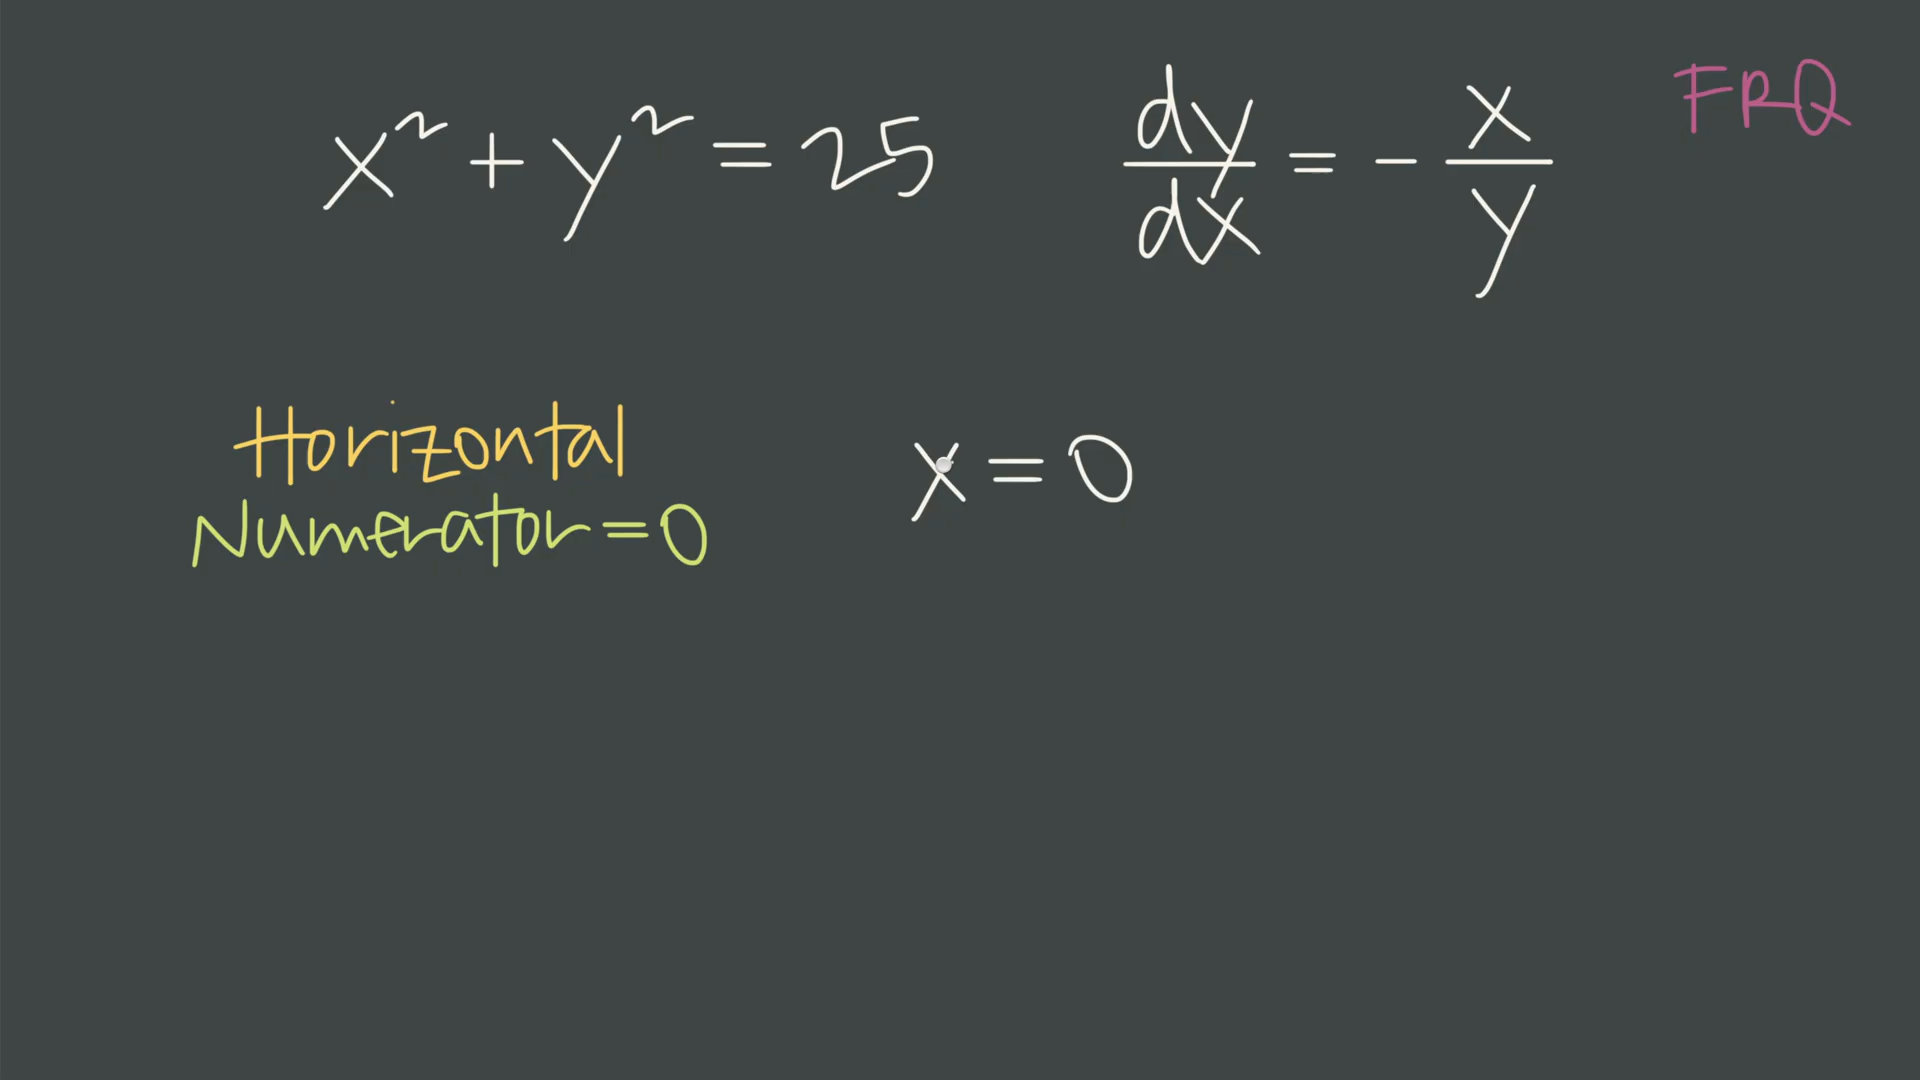 x² + y² = 25
dy/dx = - x/y
FRQ
Horizontal
Numerator = 0
x = 0